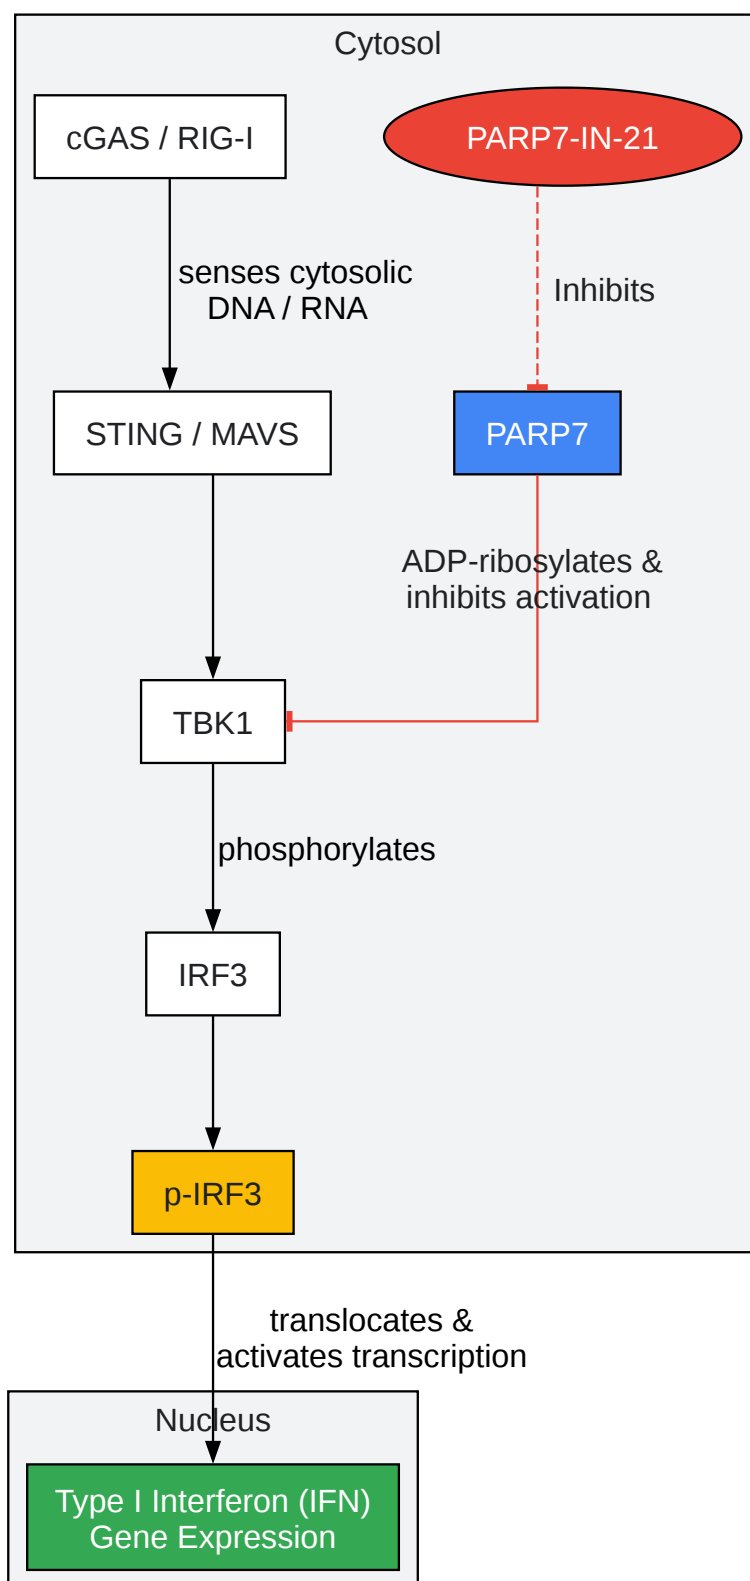 Cytosol
cGAS / RIG-I
PARP7-IN-21
senses cytosolic
DNA / RNA
Inhibits
STING / MAVS
PARP7
ADP-ribosylates &
inhibits activation
TBK1
phosphorylates
IRF3
p-IRF3
translocates &
activates transcription
Nucleus
Type I Interferon (IFN)
Gene Expression